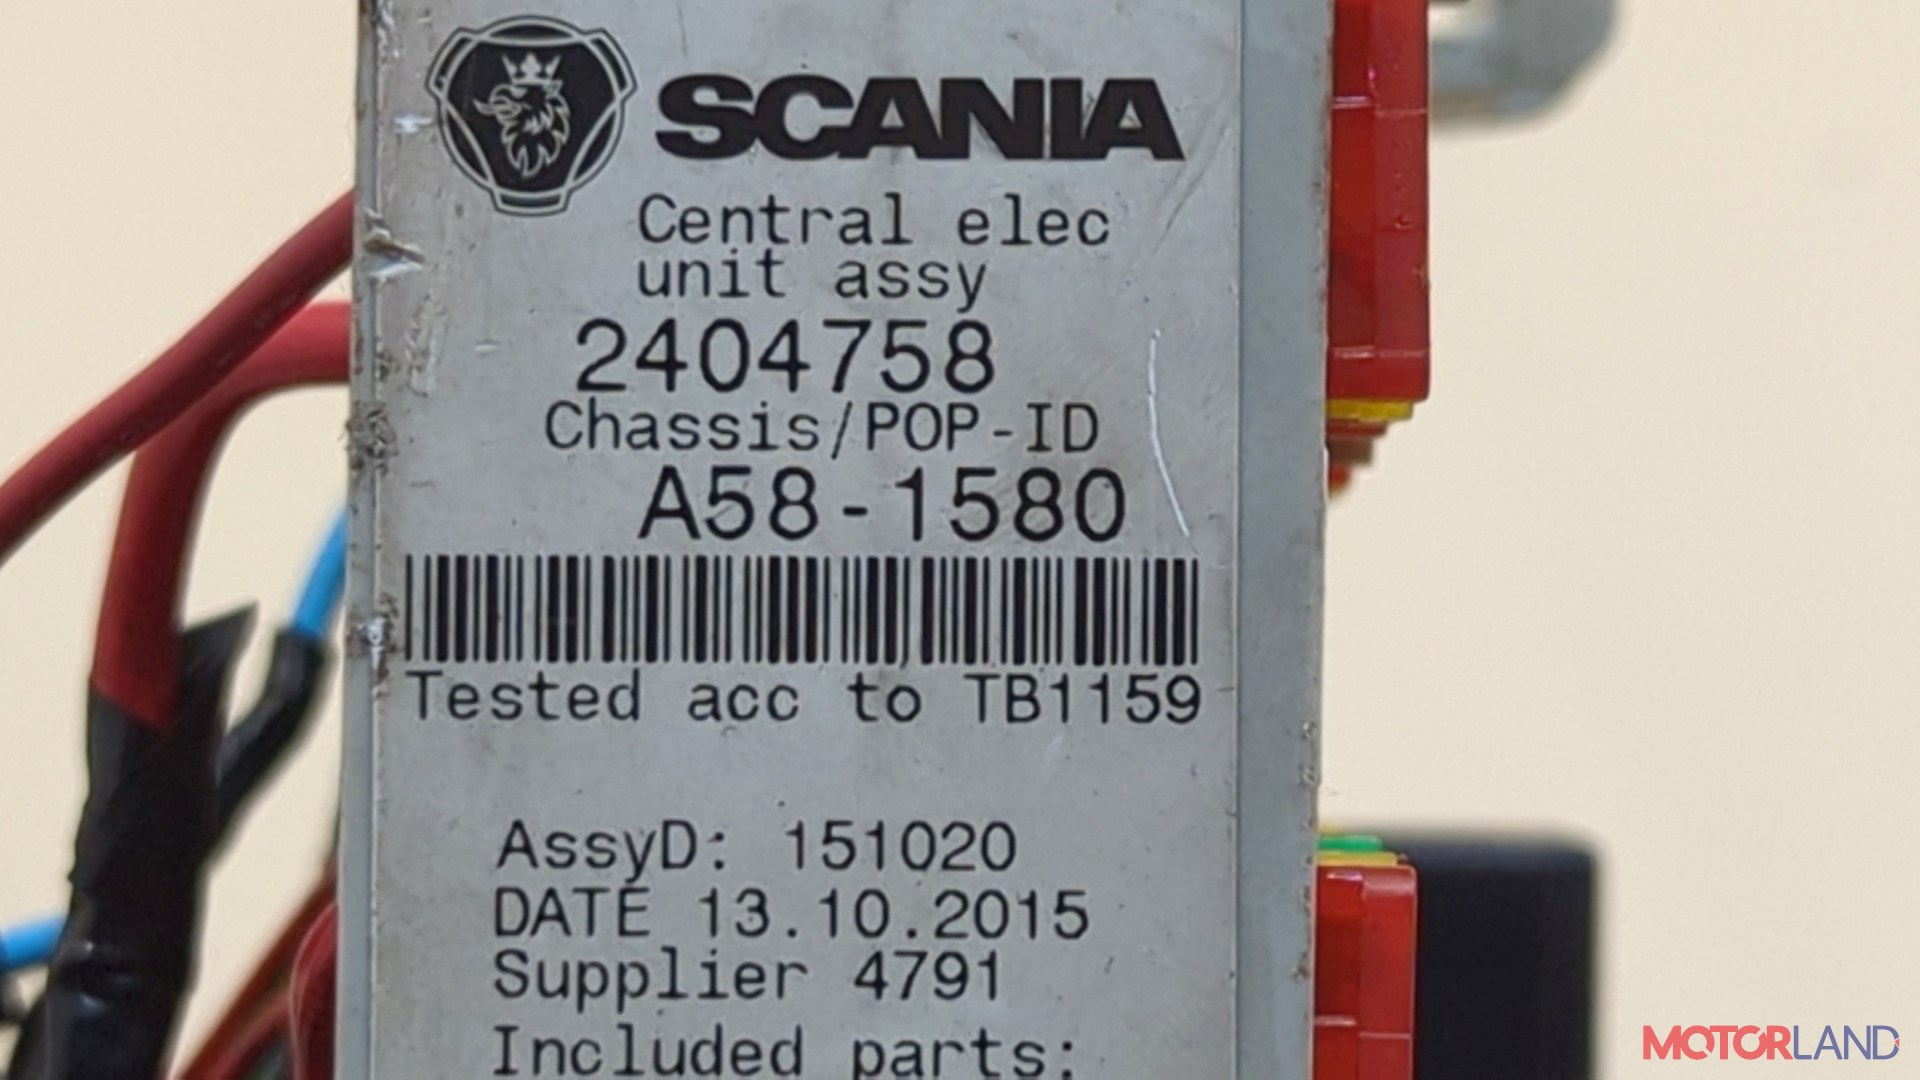 SCANIA
Central elec
unit assy
2404758
Chassis/POP-ID
A58-1580
Tested acc to TB1159
AssyD: 151020
DATE 13.10.2015
Supplier 4791
Included parts:
MOTORLAND